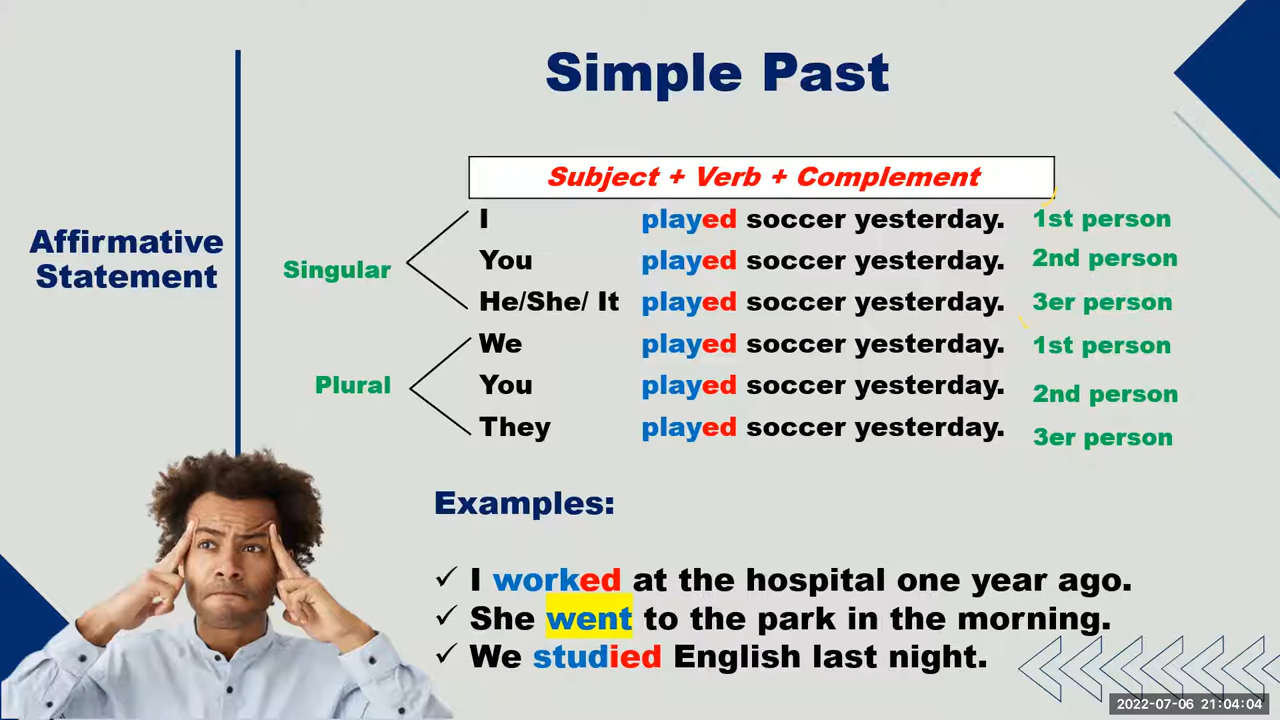 Simple Past
Subject + Verb + Complement
Affirmative
Statement
Singular
I played soccer yesterday. 1st person
You played soccer yesterday. 2nd person
He/She/ It played soccer yesterday. 3er person
Plural
We played soccer yesterday. 1st person
You played soccer yesterday. 2nd person
They played soccer yesterday. 3er person
Examples:
✓ I worked at the hospital one year ago.
✓ She went to the park in the morning.
✓ We studied English last night.
2022-07-06 21:04:04